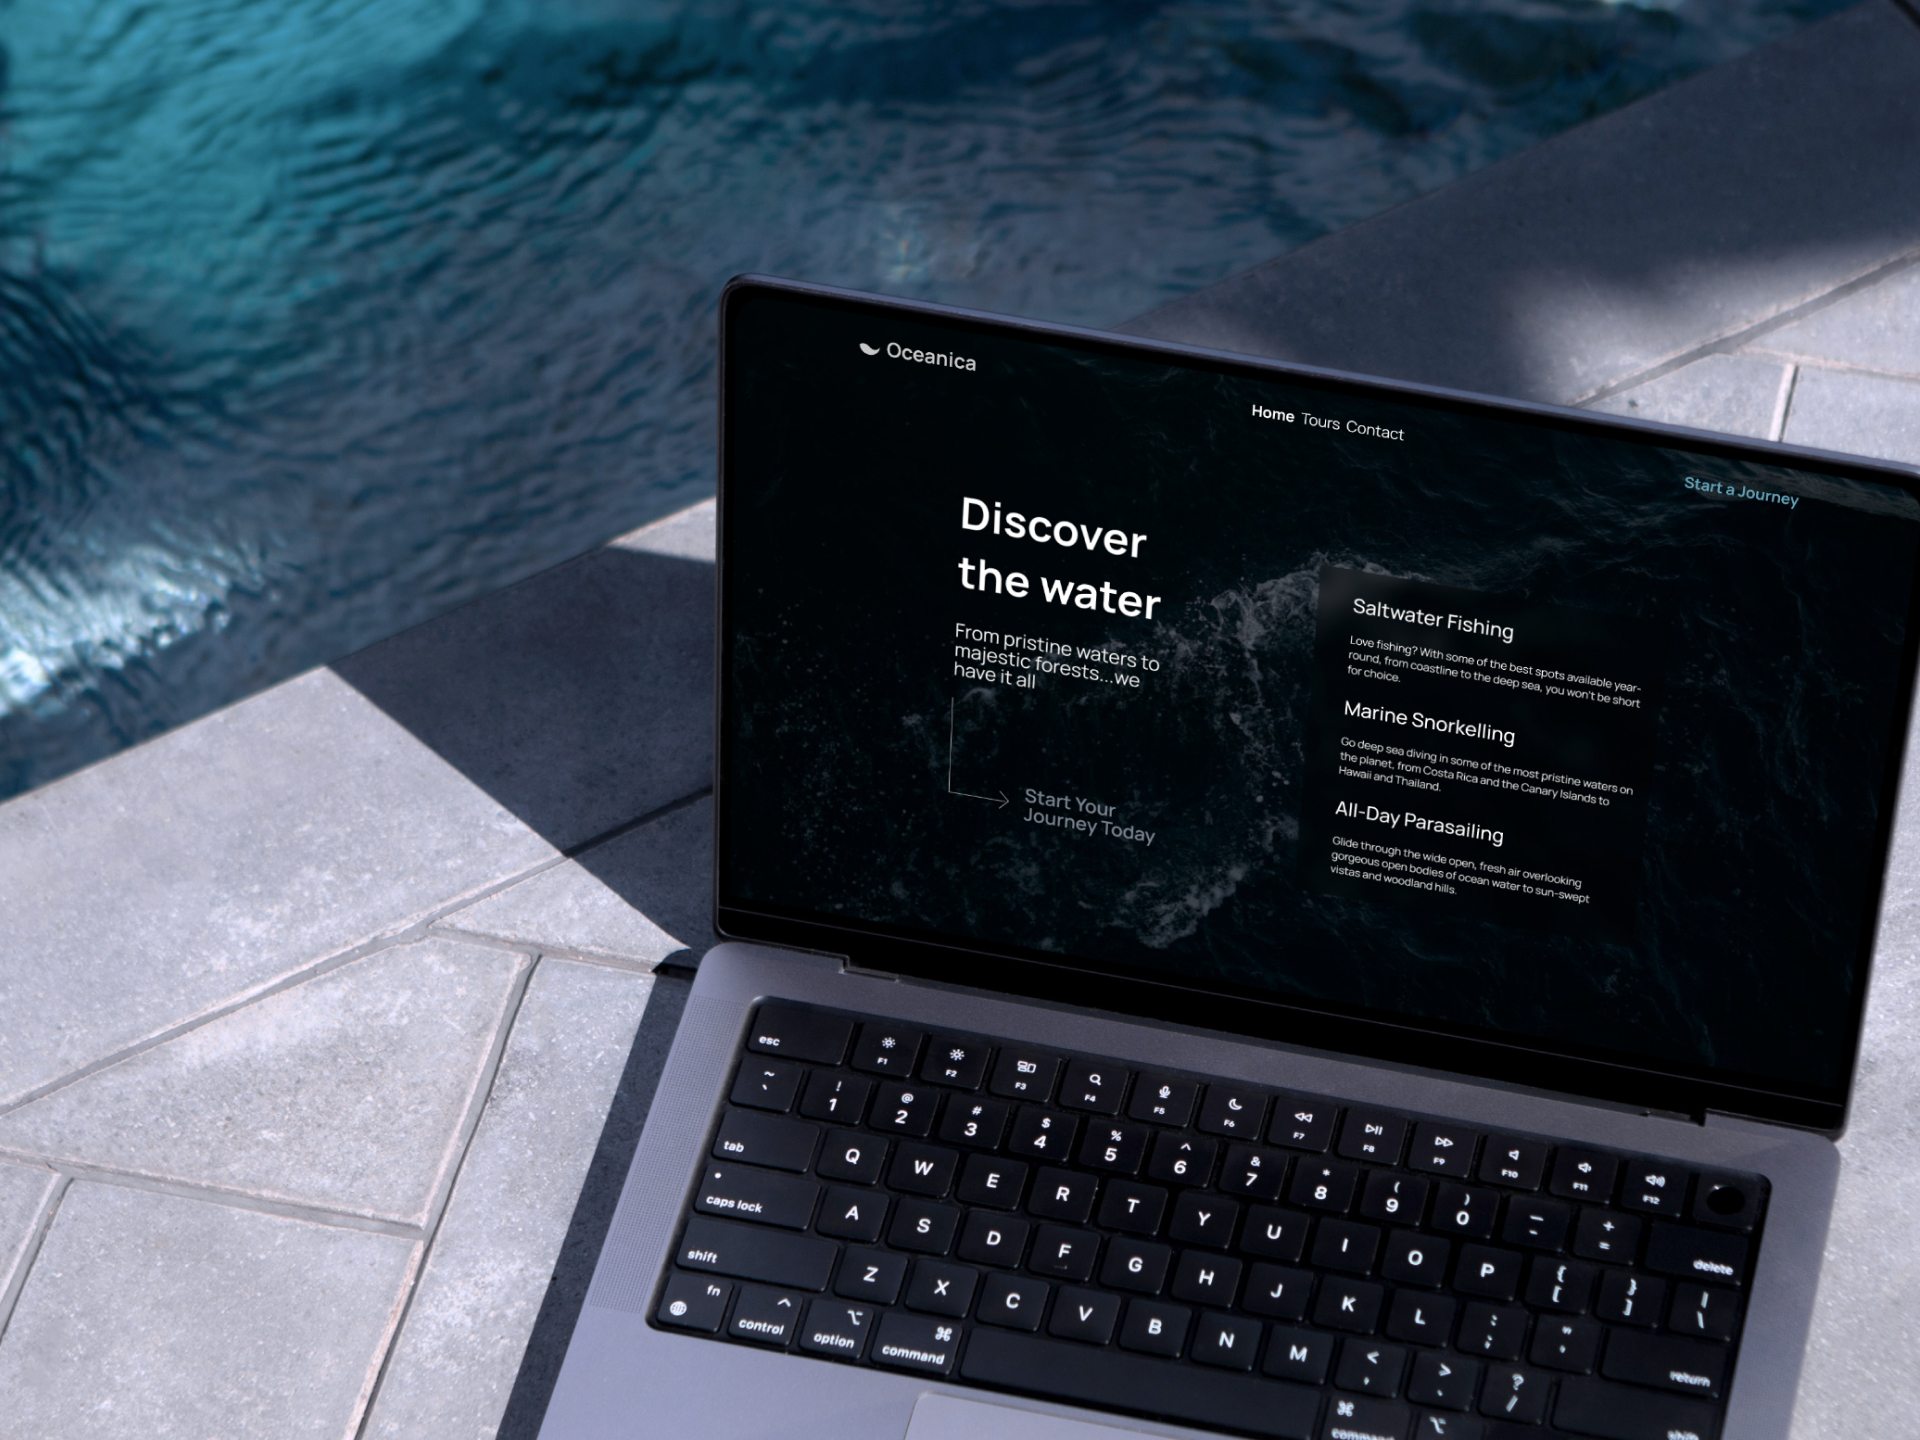 Oceanica
Home Tours Contact
Start a Journey
Discover
the water
From pristine waters to
majestic forests...we
have it all
Start Your
Journey Today
Saltwater Fishing
Love fishing? With some of the best spots available year-
round, from coastline to the deep sea, you won't be short
for choice.
Marine Snorkelling
Go deep sea diving in some of the most pristine waters on
the planet, from Costa Rica and the Canary Islands to
Hawaii and Thailand.
All-Day Parasailing
Glide through the wide open, fresh air overlooking
gorgeous open bodies of ocean water to sun-swept
vistas and woodland hills.
esc F1 F2 F3 F4 F5 F6 F7 F8 F9 F10 F11 F12
~ ! @ # $ % ^ & * ( ) — +
` 1 2 3 4 5 6 7 8 9 0 - =
delete
tab Q W E R T Y U I O P { [ } ] | \
caps lock A S D F G H J K L : ; " '
return
shift Z X C V B N M < , > . ? /
shift
fn control option command
command